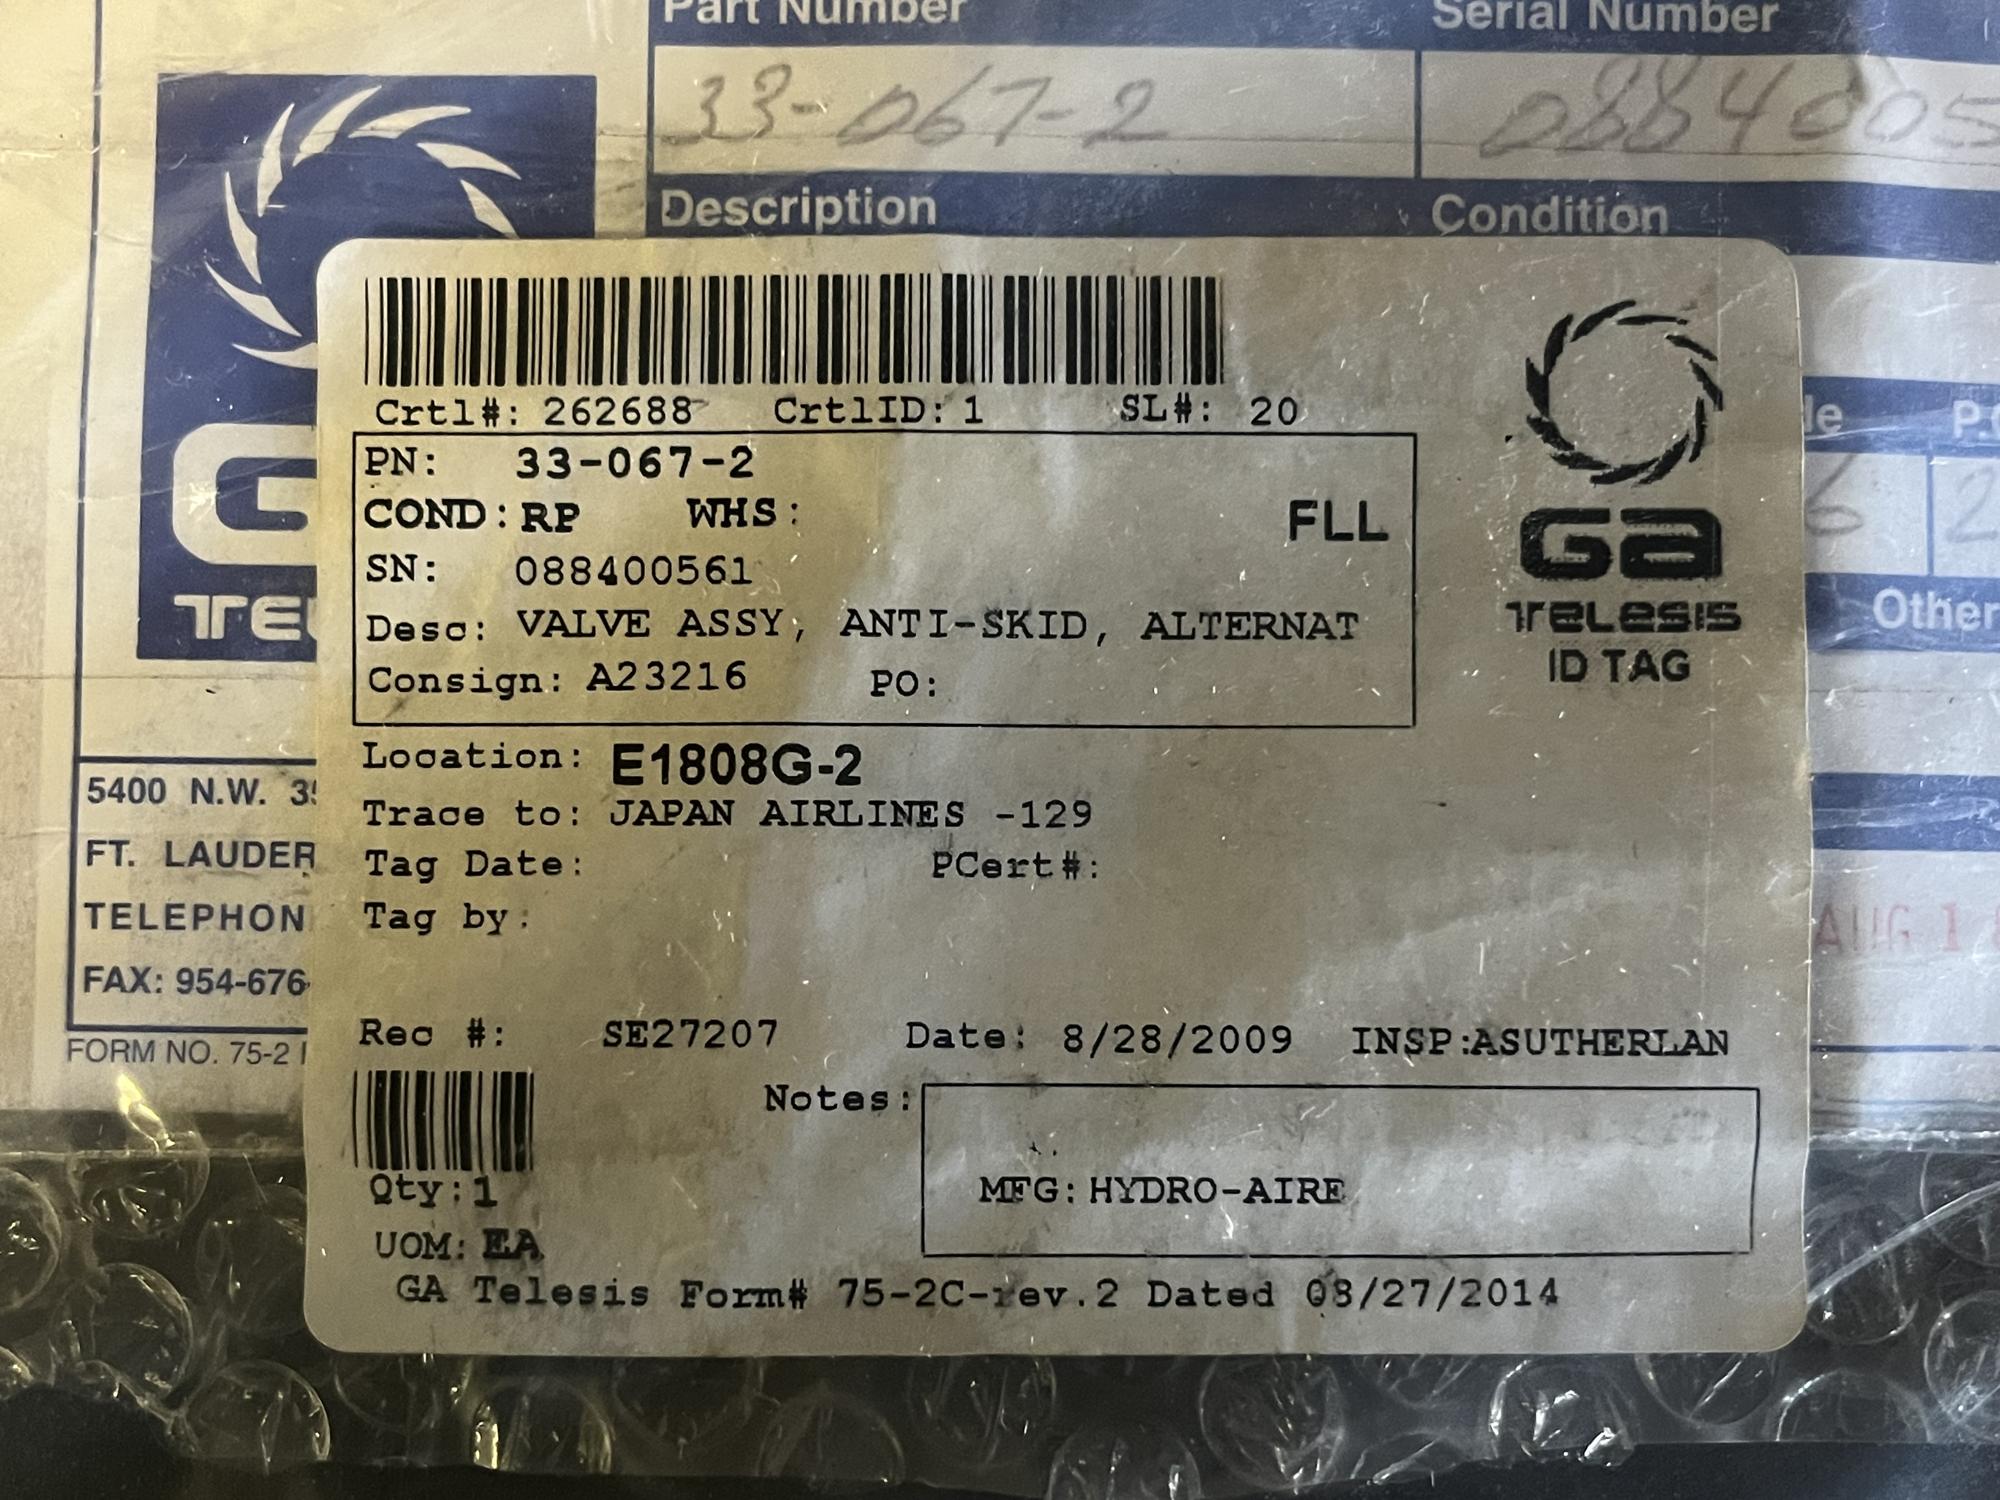 Part Number Serial Number
33-067-2 0884005
Description Condition
Crtl#: 262688 CrtlID: 1 SL#: 20
PN: 33-067-2
COND: RP WHS: FLL
SN: 088400561
Desc: VALVE ASSY, ANTI-SKID, ALTERNAT
Consign: A23216 PO:
Ga
TELESIS
ID TAG
Other
Location: E1808G-2
Trace to: JAPAN AIRLINES -129
Tag Date: PCert#:
Tag by:
5400 N.W.
FT. LAUDER
TELEPHON
FAX: 954-676-
FORM NO. 75-2
AUG 1
Rec #: SE27207 Date: 8/28/2009 INSP:ASUTHERLAN
Notes:
MFG: HYDRO-AIRE
Qty: 1
UOM: EA
GA Telesis Form# 75-2C-rev.2 Dated 08/27/2014